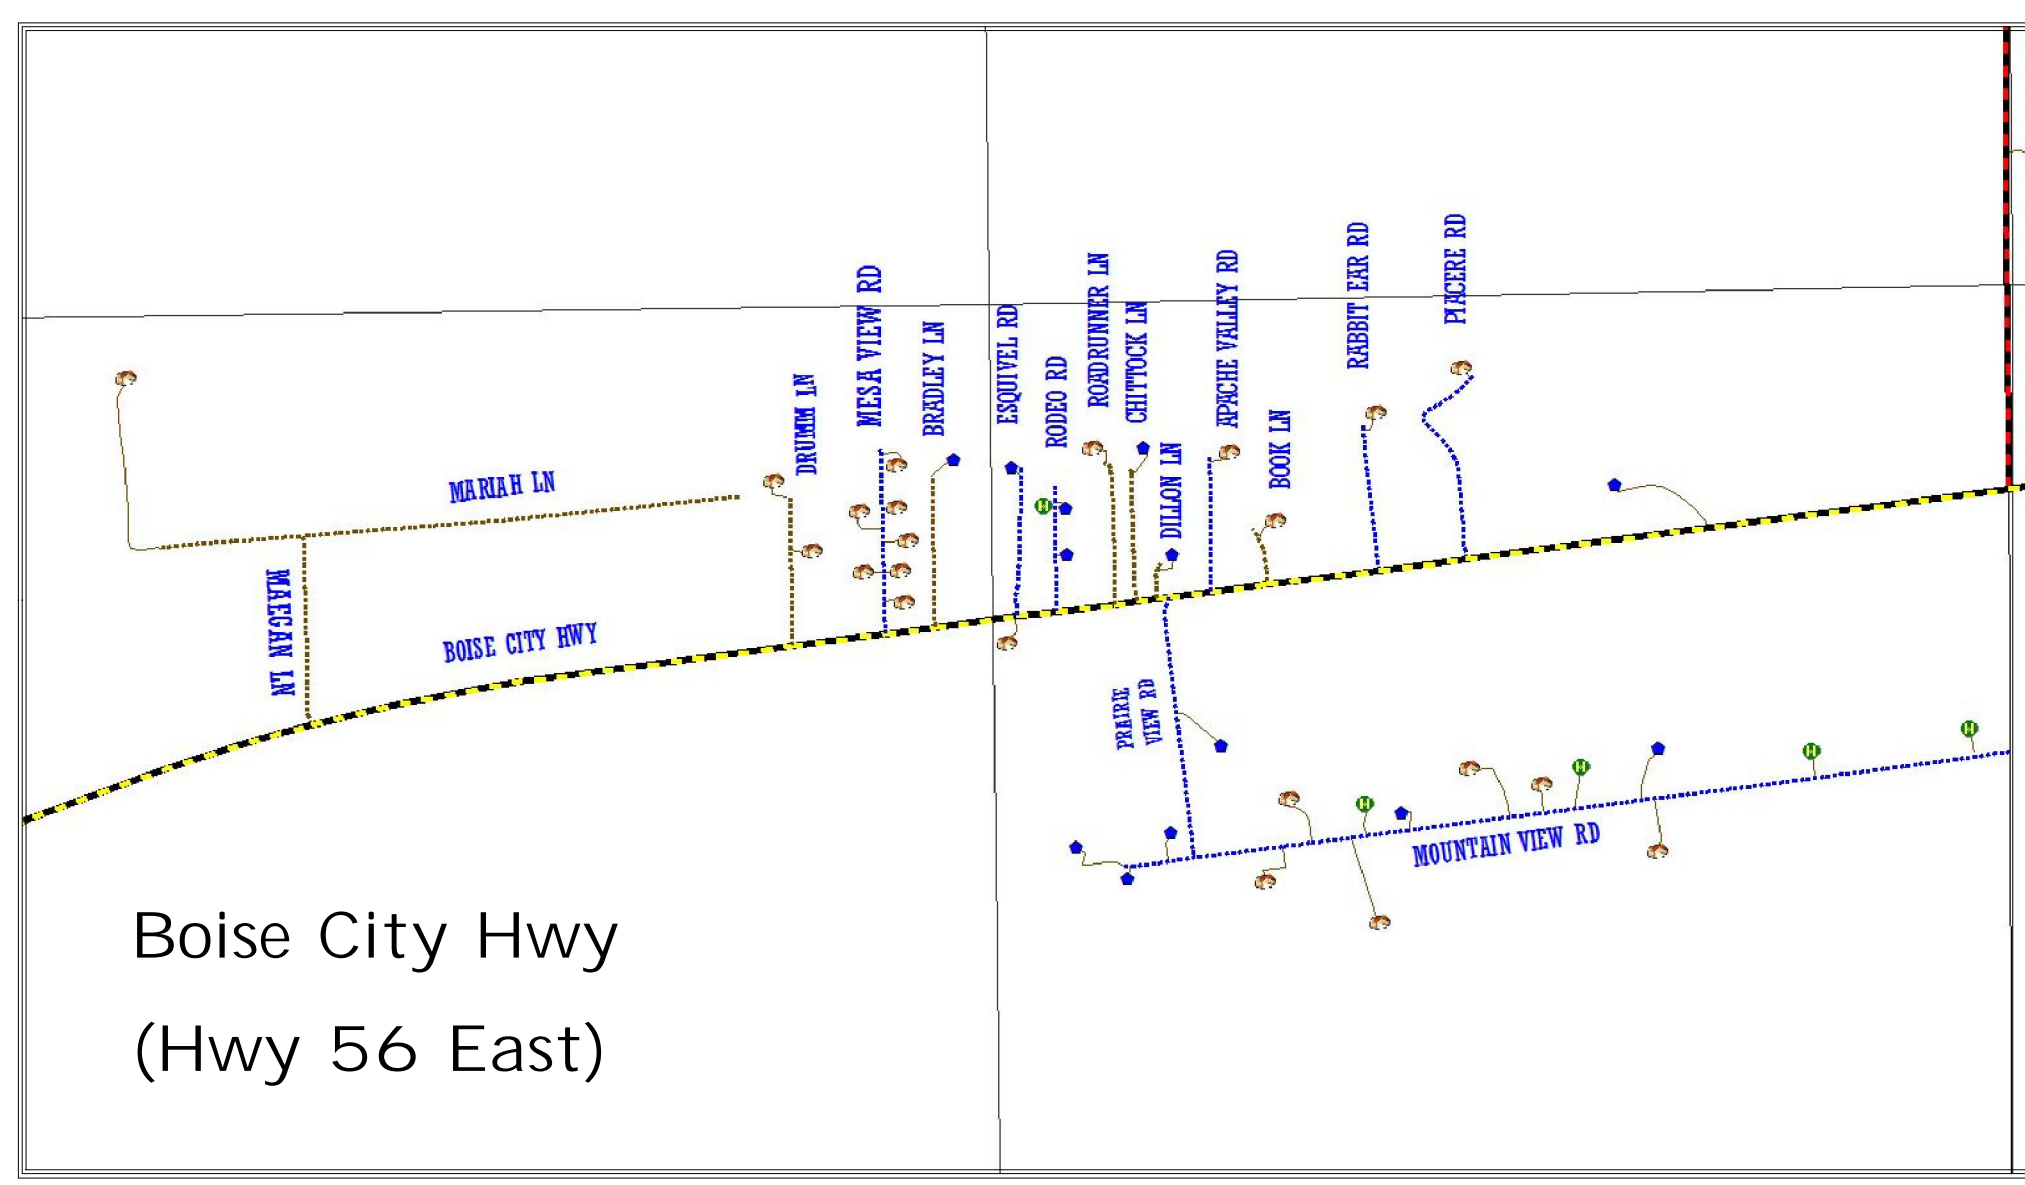 PIACERE RD
RABBIT EAR RD
APACHE VALLEY RD
ROADRUNNER LN
MESA VIEW RD
CHITTOCK LN
ESQUIVEL RD
BRADLEY LN
RODEO RD
DRUMM LN
BOOK LN
DILLON LN
MARIAH LN
MAEGAN LN
BOISE CITY HWY
PRAIRIE
VIEW RD
MOUNTAIN VIEW RD
H
H
H
H
H
Boise City Hwy
(Hwy 56 East)